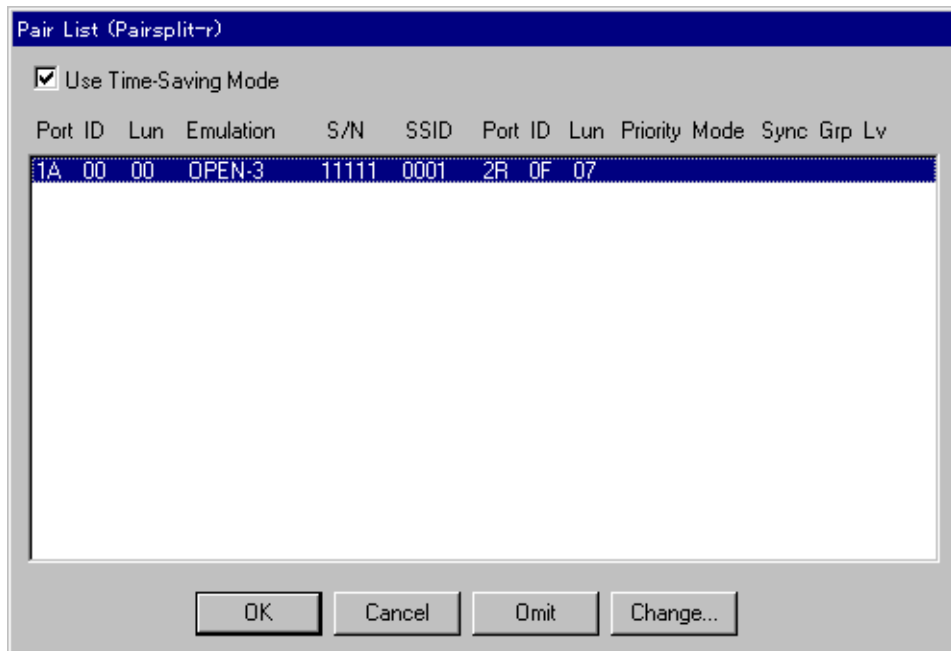 Pair List (Pairsplit-r)
Use Time-Saving Mode
Port ID Lun Emulation S/N SSID Port ID Lun Priority Mode Sync Grp Lv
1A 00 00 OPEN-3 11111 0001 2R 0F 07
OK Cancel Omit Change...